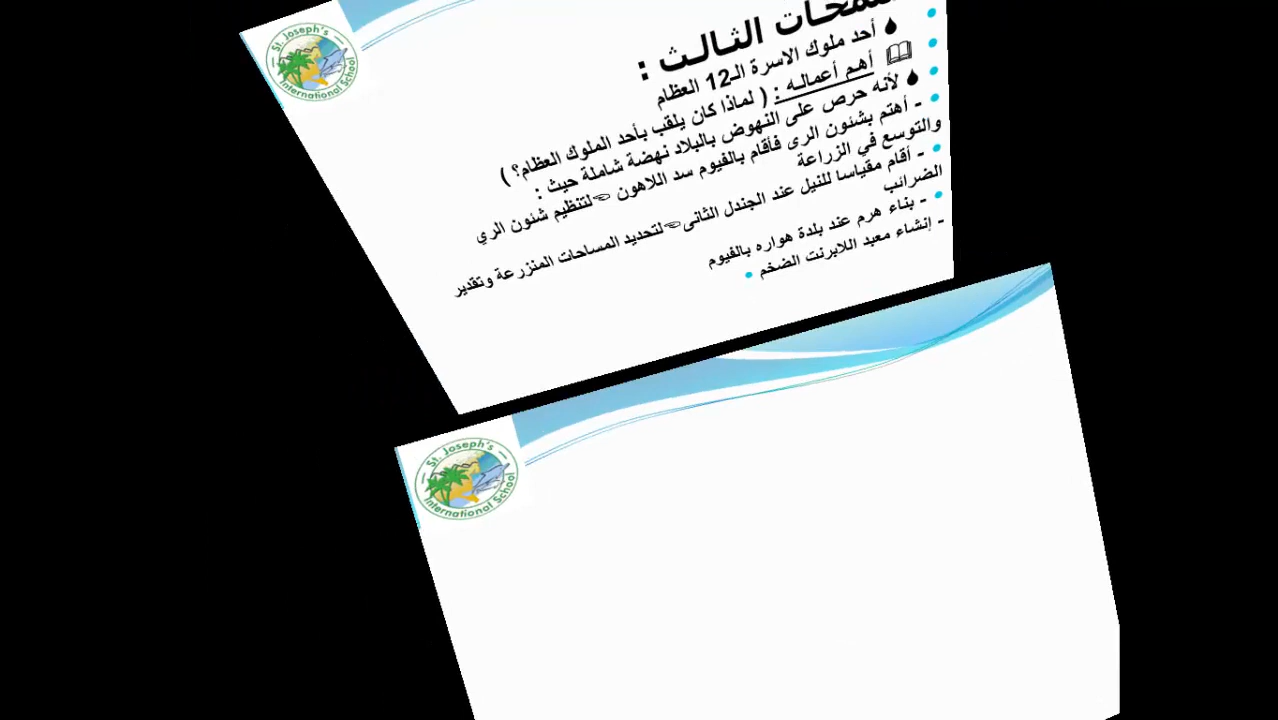 St. Joseph's
International School
الثالث :
أحد ملوك الاسرة الـ12 العظام
أهم أعماله : ( لماذا كان يلقب بأحد الملوك العظام؟ )
لأنه حرص على النهوض بالبلاد نهضة شاملة حيث :
- أهتم بشئون الرى فأقام بالفيوم سد اللاهون لتنظيم شئون الري
والتوسع في الزراعة
- أقام مقياسا للنيل عند الجندل الثانى لتحديد المساحات المنزرعة وتقدير
الضرائب
- بناء هرم عند بلدة هواره بالفيوم
- إنشاء معبد اللابرنت الضخم
St. Joseph's
International School